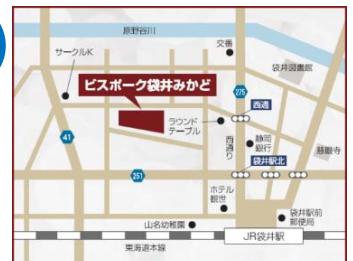 原野谷川
交番
サークルK
袋井図書館
275
ビスポーク袋井みかど
西通
ラウンド
テーブル
41
西通り
静岡
銀行
慈眼寺
251
袋井駅北
ホテル
観世
袋井駅前
郵便局
山名幼稚園
JR袋井駅
東海道本線